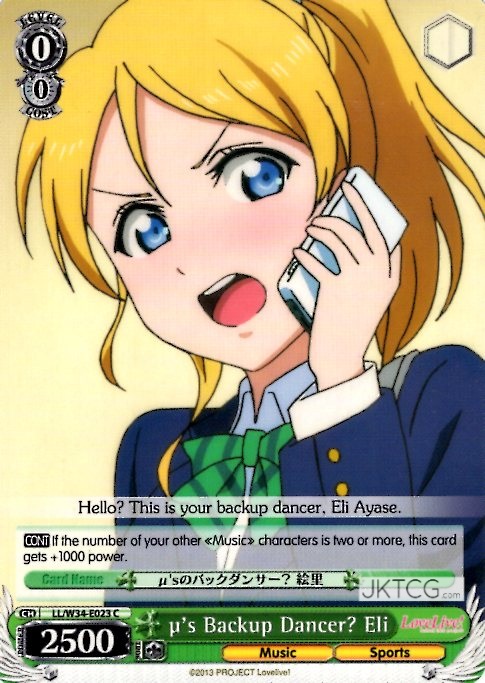 LEVEL
0
0
COST
Hello? This is your backup dancer, Eli Ayase.
CONT If the number of your other «Music» characters is two or more, this card
gets +1000 power.
Card Name μ'sのバックダンサー? 絵里
JKTCG.com
CH LL/W34-E023 C
2500
μ's Backup Dancer? Eli
LoveLive!
Music Sports
©2013 PROJECT Lovelive!